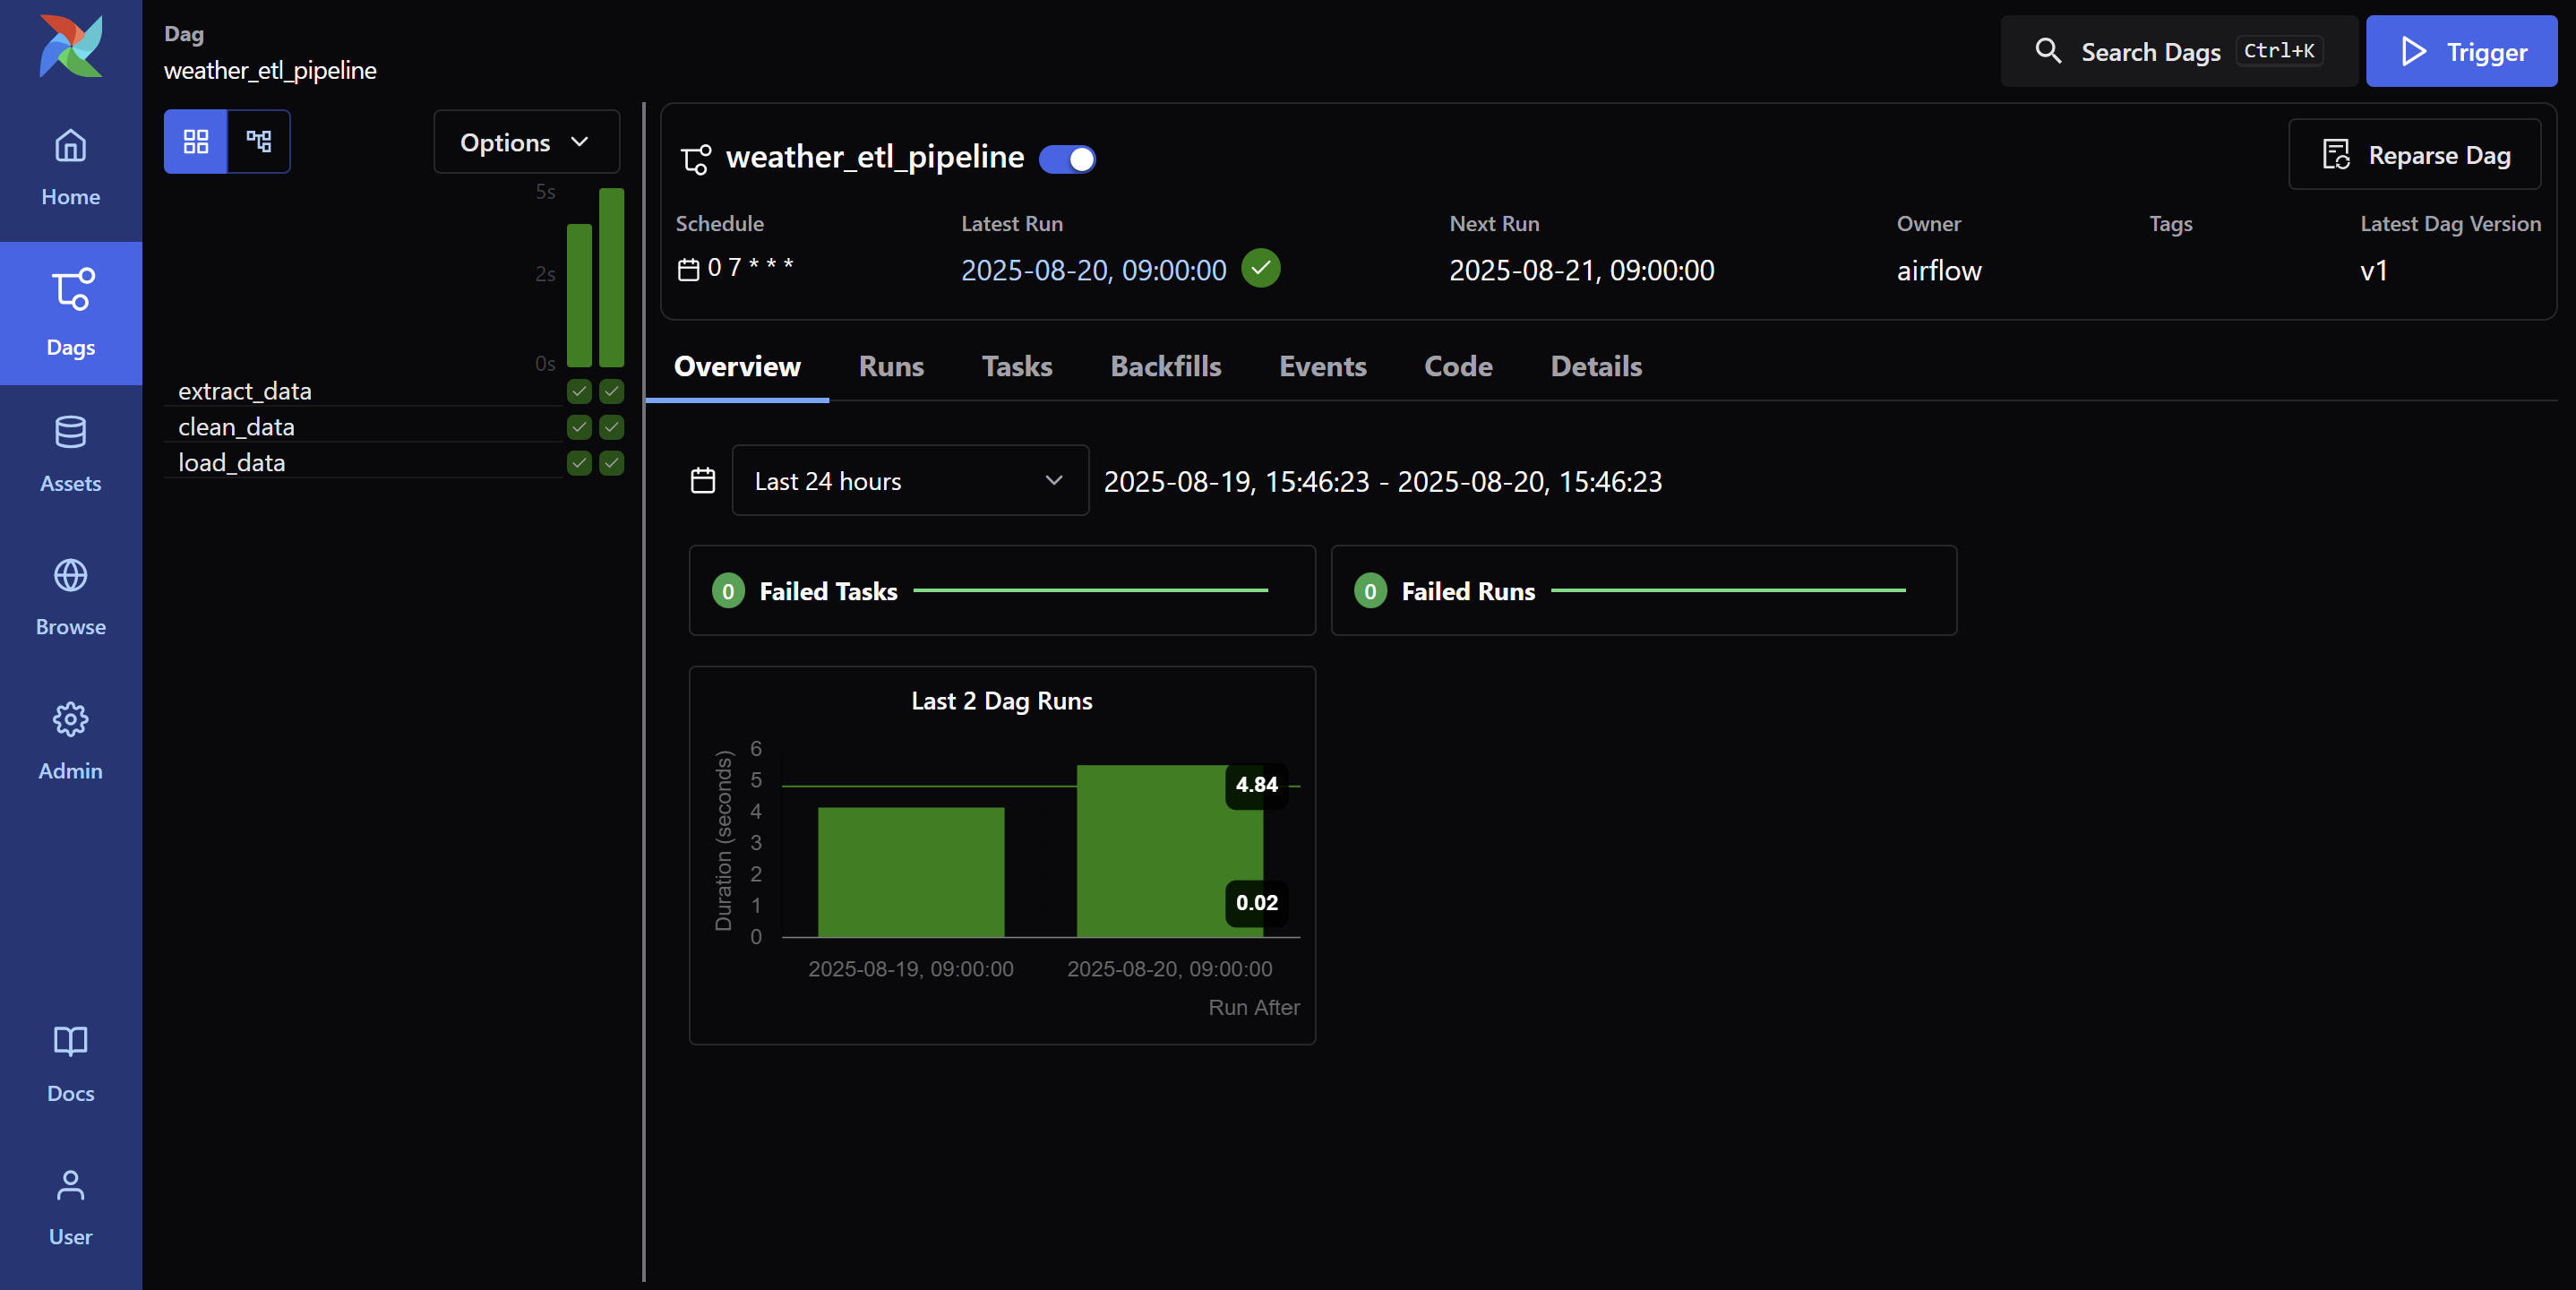 Home
Dags
Assets
Browse
Admin
Docs
User
Dag
weather_etl_pipeline
Search Dags Ctrl+K
Trigger
Options
5s
2s
0s
extract_data
clean_data
load_data
weather_etl_pipeline
Reparse Dag
Schedule Latest Run Next Run Owner Tags Latest Dag Version
0 7 * * * 2025-08-20, 09:00:00 2025-08-21, 09:00:00 airflow v1
Overview Runs Tasks Backfills Events Code Details
Last 24 hours 2025-08-19, 15:46:23 - 2025-08-20, 15:46:23
0 Failed Tasks
0 Failed Runs
Last 2 Dag Runs
Duration (seconds)
6
5
4
3
2
1
0
4.84
0.02
2025-08-19, 09:00:00 2025-08-20, 09:00:00
Run After